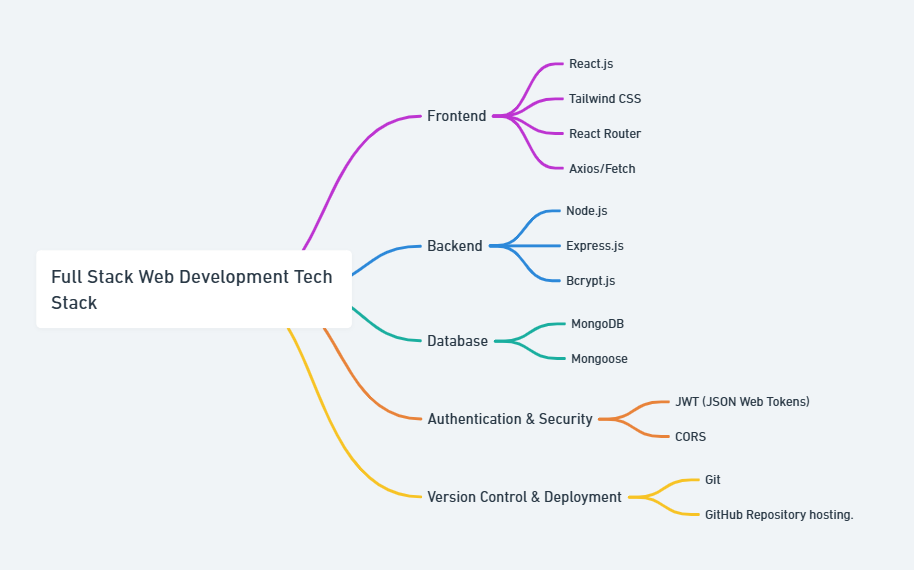 Full Stack Web Development Tech
Stack
Frontend
React.js
Tailwind CSS
React Router
Axios/Fetch
Backend
Node.js
Express.js
Bcrypt.js
Database
MongoDB
Mongoose
Authentication & Security
JWT (JSON Web Tokens)
CORS
Version Control & Deployment
Git
GitHub Repository hosting.